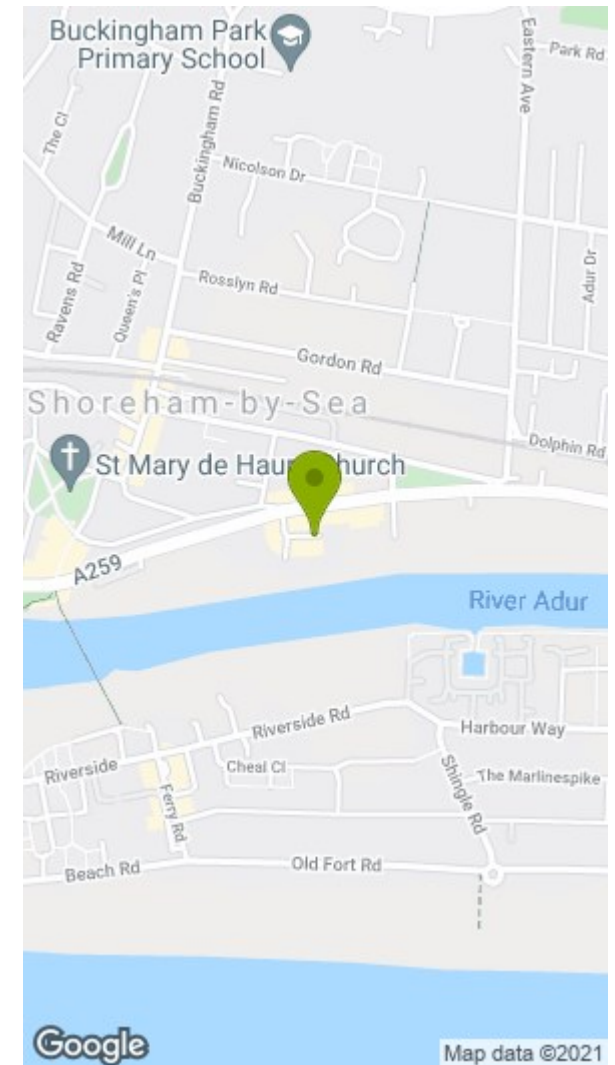 Buckingham Park
Primary School
Park Rd
Eastern Ave
The Cl
Buckingham Rd
Nicolson Dr
Mill Ln
Ravens Rd
Queen's Pl
Rosslyn Rd
Adur Dr
Gordon Rd
Shoreham-by-Sea
Dolphin Rd
St Mary de Haura Church
A259
River Adur
Riverside Rd
Harbour Way
Riverside
Cheal Cl
Shingle Rd
The Marlinespike
Ferry Rd
Beach Rd
Old Fort Rd
Google
Map data ©2021